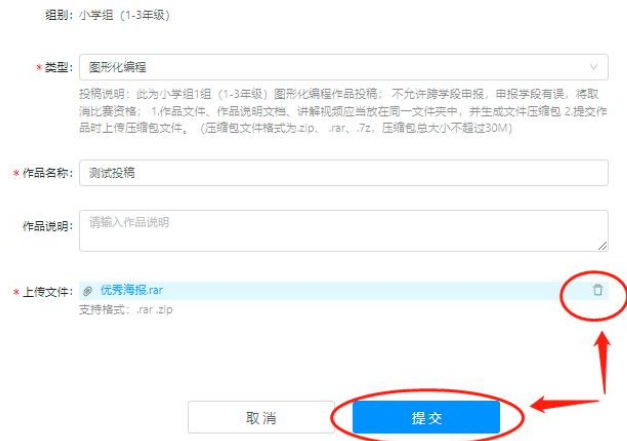 组别：小学组（1-3年级）
*类型：图形化编程
投稿说明：此为小学组1组（1-3年级）图形化编程作品投稿； 不允许跨学段申报，申报学段有误，将取
消比赛资格； 1.作品文件、作品说明文档、讲解视频应当放在同一文件夹中，并生成文件压缩包 2.提交作
品时上传压缩包文件。（压缩包文件格式为.zip、.rar、.7z，压缩包总大小不超过30M）
*作品名称：测试投稿
作品说明：请输入作品说明
*上传文件：优秀海报.rar
支持格式：.rar .zip
取消 提交